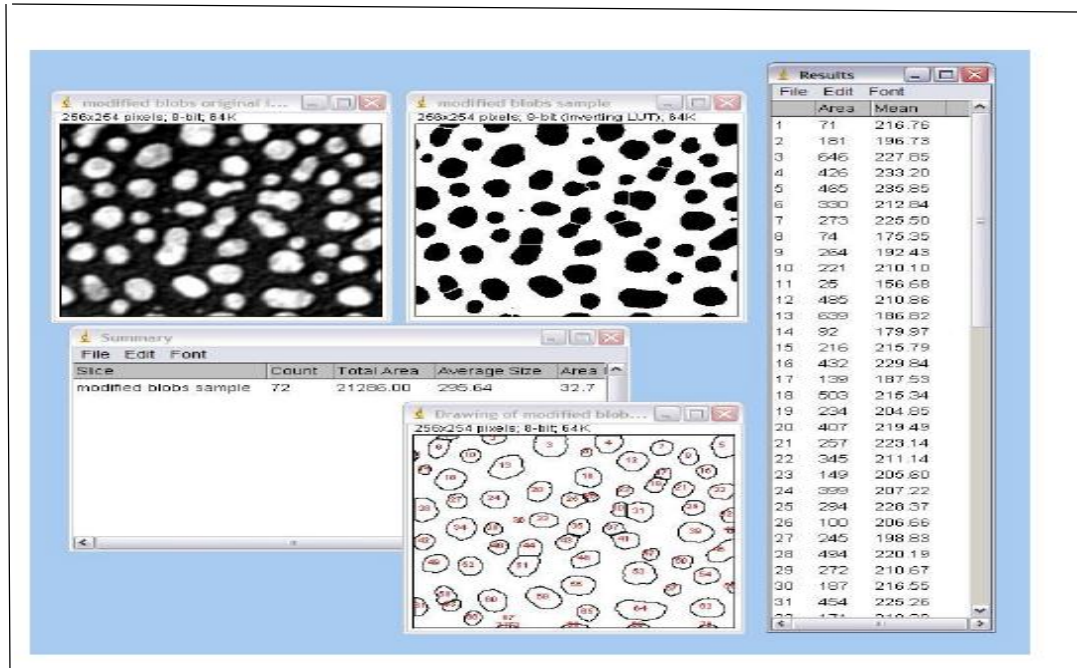 modified blobs original i...
256x254 pixels; 8-bit; 64K
modified blobs sample
256x254 pixels; 8-bit (inverting LUT); 64K
Results
File Edit Font
Area Mean
1 71 216.76
2 181 196.73
3 646 227.85
4 426 233.20
5 465 235.85
6 330 212.84
7 273 225.50
8 74 175.35
9 264 192.43
10 221 210.10
11 25 156.68
12 485 210.86
13 639 186.82
14 92 179.97
15 216 215.79
16 432 229.84
17 139 187.53
18 503 215.34
19 234 204.85
20 407 219.49
21 257 223.14
22 345 211.14
23 149 205.60
24 399 207.22
25 294 228.37
26 100 206.66
27 245 198.83
28 494 220.19
29 272 210.67
30 187 216.55
31 454 225.26
Summary
File Edit Font
Slice Count Total Area Average Size Area
modified blobs sample 72 21286.00 295.64 32.7
Drawing of modified blob...
256x254 pixels; 8-bit; 64K